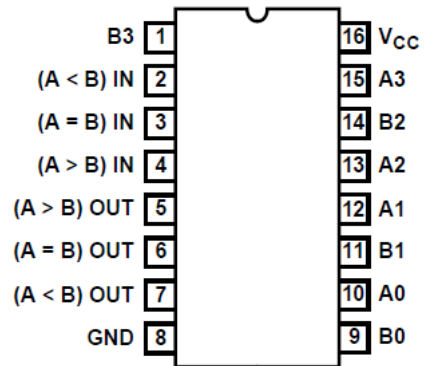 B3 1 16 VCC
(A < B) IN 2 15 A3
(A = B) IN 3 14 B2
(A > B) IN 4 13 A2
(A > B) OUT 5 12 A1
(A = B) OUT 6 11 B1
(A < B) OUT 7 10 A0
GND 8 9 B0